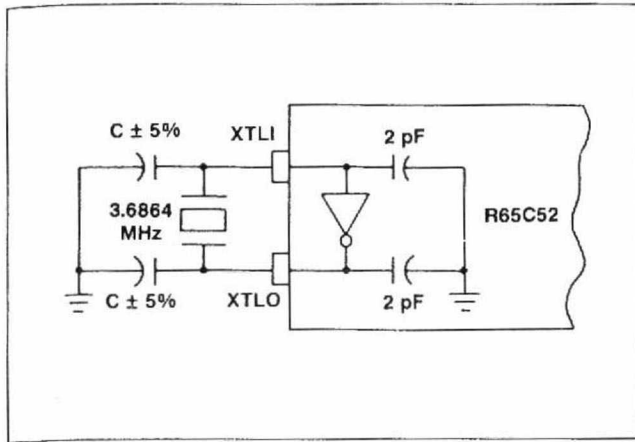 C ± 5%
XTLI
2 pF
3.6864
MHz
R65C52
C ± 5%
XTLO
2 pF